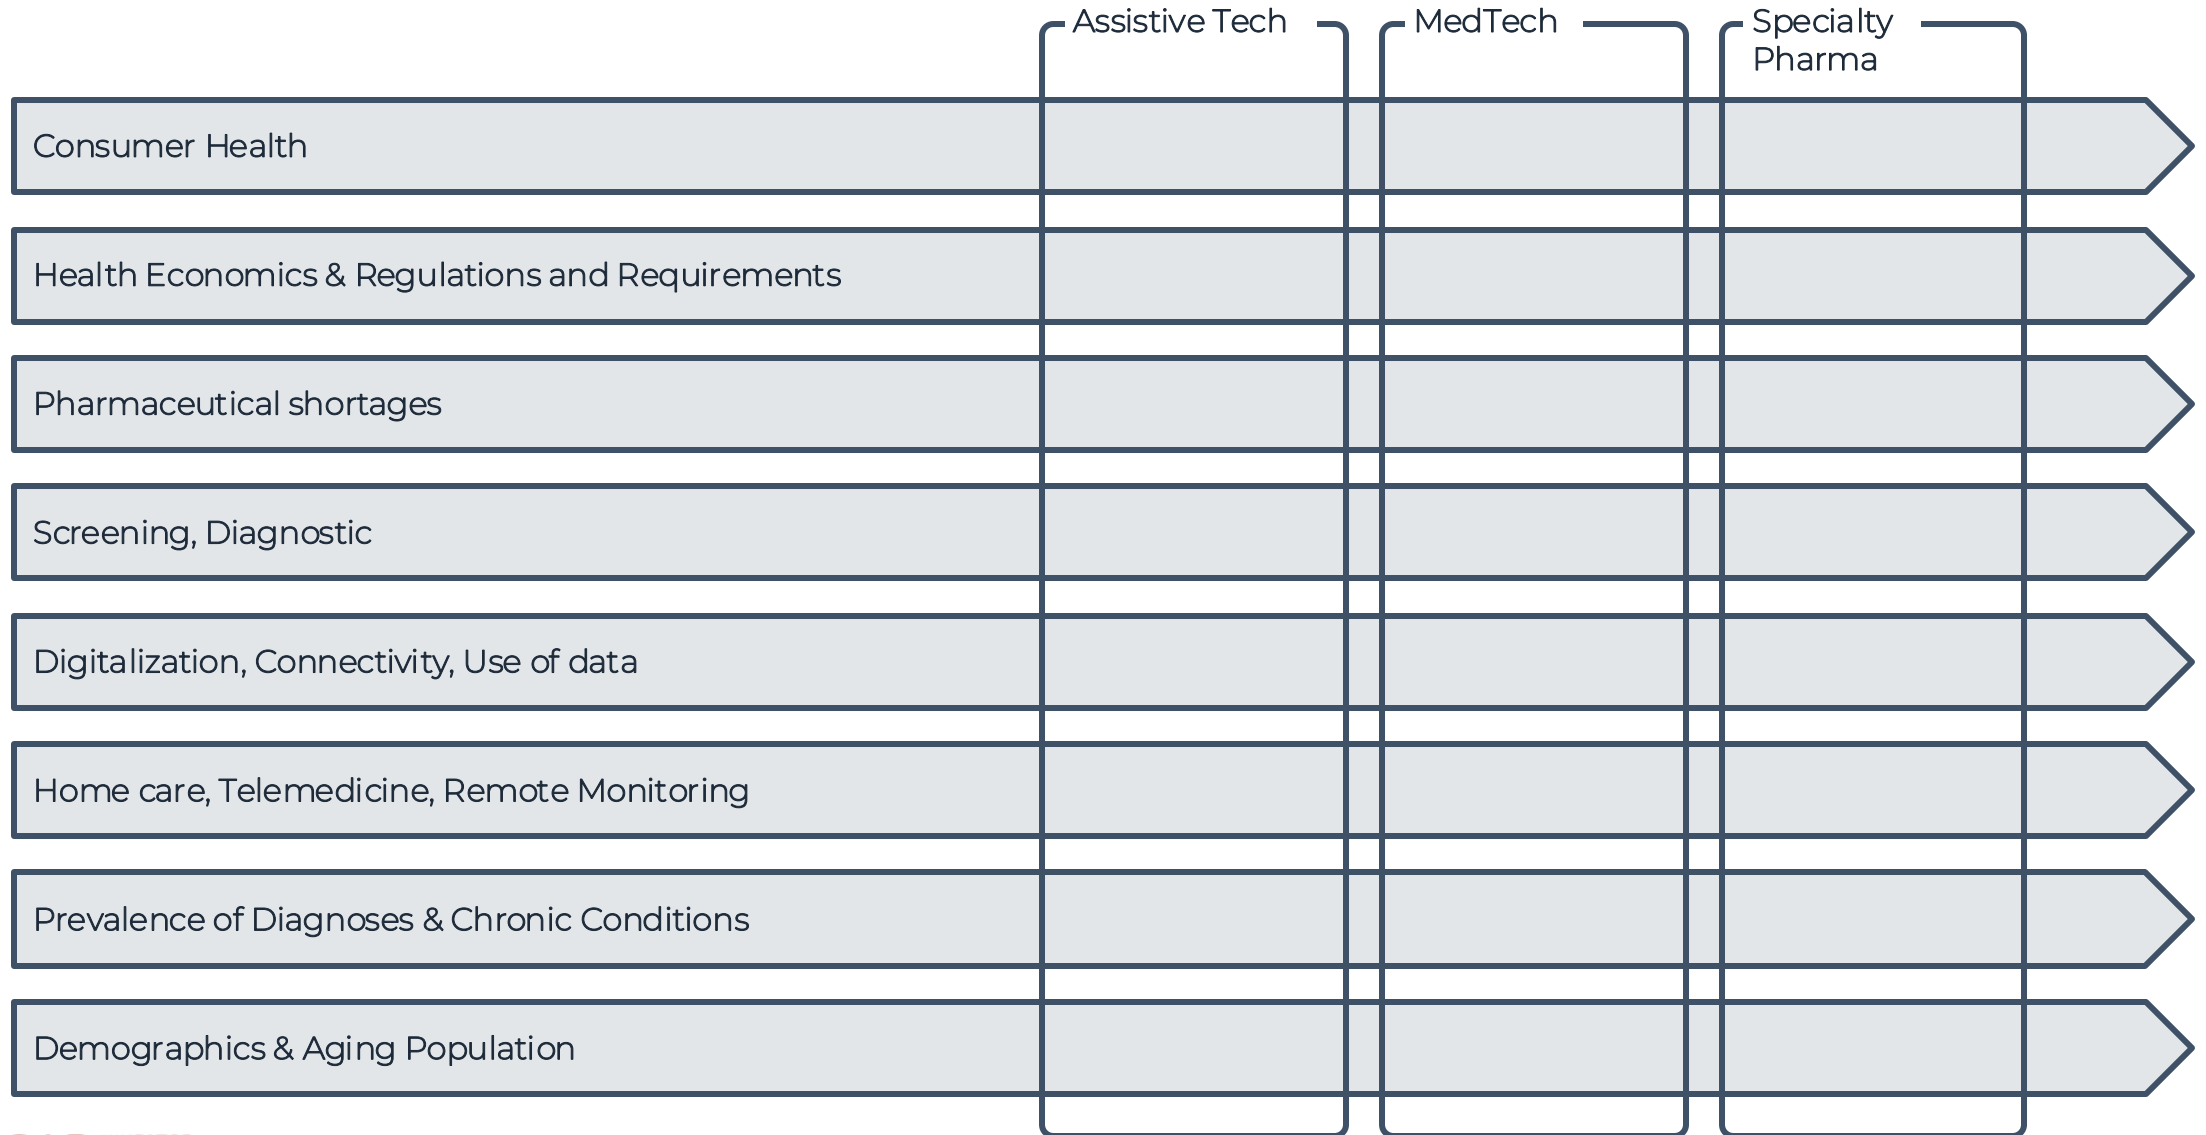 Assistive Tech
MedTech
Specialty
Pharma
Consumer Health
Health Economics & Regulations and Requirements
Pharmaceutical shortages
Screening, Diagnostic
Digitalization, Connectivity, Use of data
Home care, Telemedicine, Remote Monitoring
Prevalence of Diagnoses & Chronic Conditions
Demographics & Aging Population